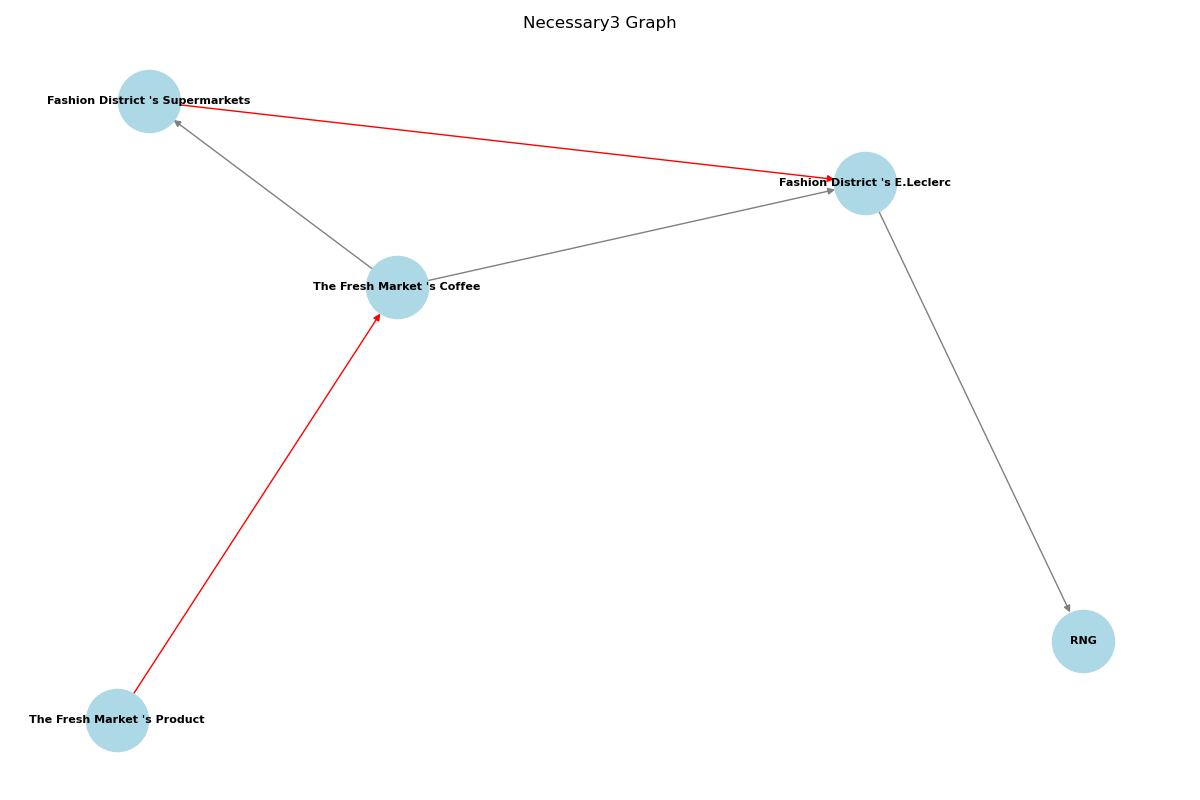 Necessary3 Graph
Fashion District 's Supermarkets
Fashion District 's E.Leclerc
The Fresh Market 's Coffee
RNG
The Fresh Market 's Product